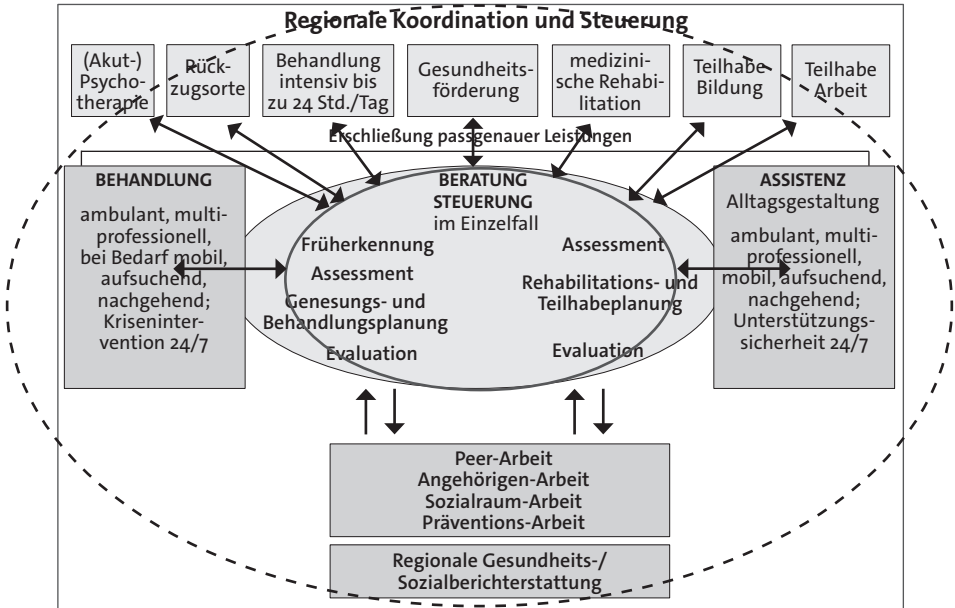 Regionale Koordination und Steuerung
(Akut-)
Psycho-
therapie
Rück-
zugsorte
Behandlung
intensiv bis
zu 24 Std./Tag
Gesundheits-
förderung
medizini-
sche Rehabi-
litation
Teilhabe
Bildung
Teilhabe
Arbeit
Erschließung passgenauer Leistungen
BEHANDLUNG
ambulant, multi-
professionell,
bei Bedarf mobil,
aufsuchend,
nachgehend;
Kriseninter-
vention 24/7
BERATUNG
STEUERUNG
im Einzelfall
Früherkennung
Assessment
Genesungs- und
Behandlungsplanung
Evaluation
Assessment
Rehabilitations- und
Teilhabeplanung
Evaluation
ASSISTENZ
Alltagsgestaltung
ambulant, multi-
professionell,
mobil, aufsuchend,
nachgehend;
Unterstützungs-
sicherheit 24/7
Peer-Arbeit
Angehörigen-Arbeit
Sozialraum-Arbeit
Präventions-Arbeit
Regionale Gesundheits-/
Sozialberichterstattung